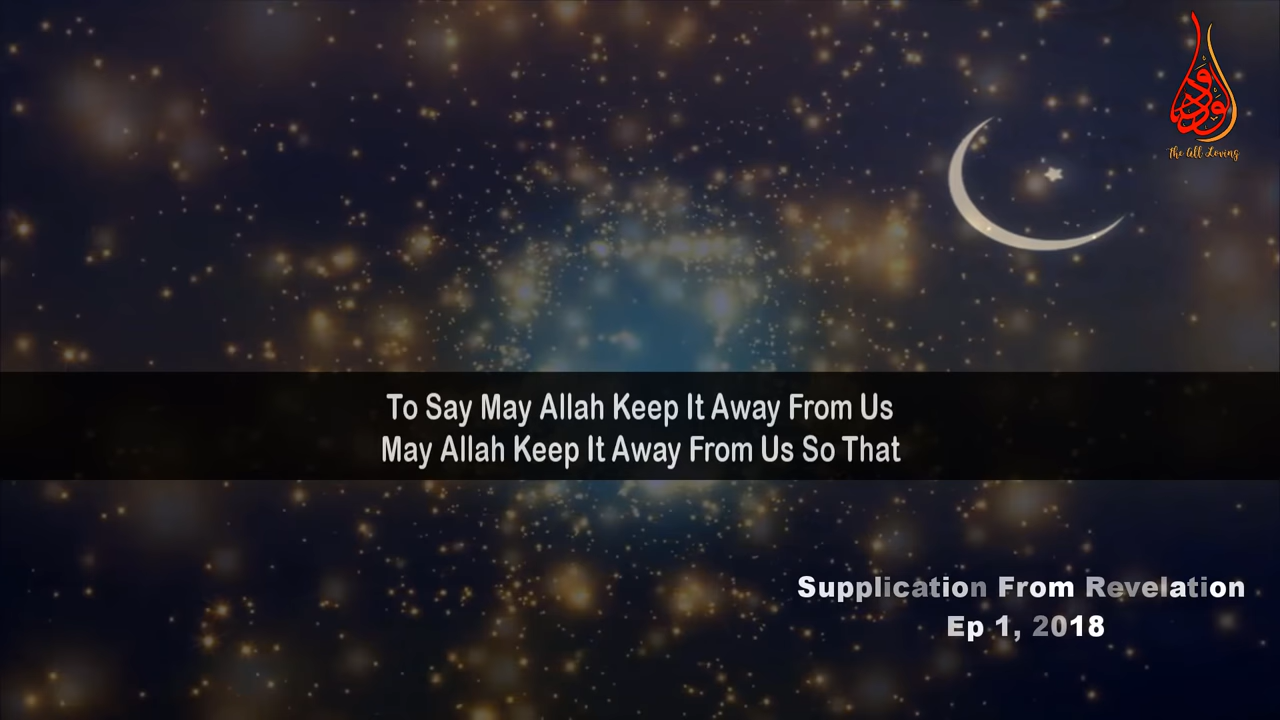 الودود
The All Loving
To Say May Allah Keep It Away From Us
May Allah Keep It Away From Us So That
Supplication From Revelation
Ep 1, 2018